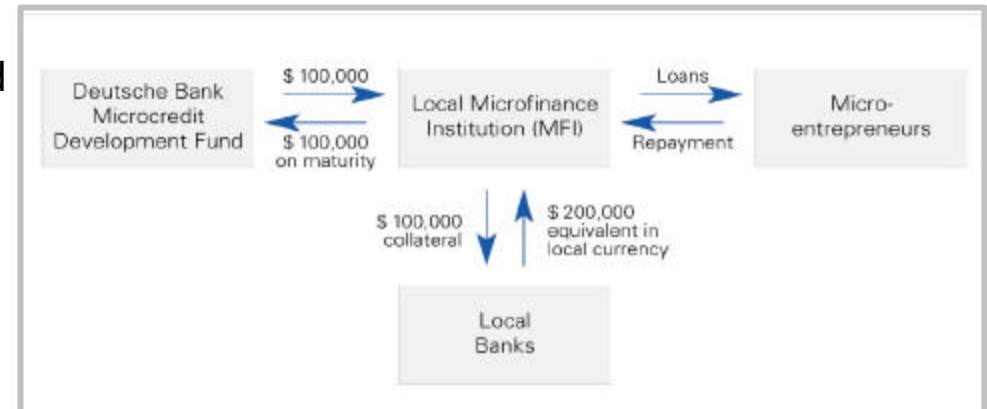 Deutsche Bank
Microcredit
Development Fund
$ 100,000
$ 100,000
on maturity
Local Microfinance
Institution (MFI)
Loans
Repayment
Micro-
entrepreneurs
$ 100,000
collateral
$ 200,000
equivalent in
local currency
Local
Banks